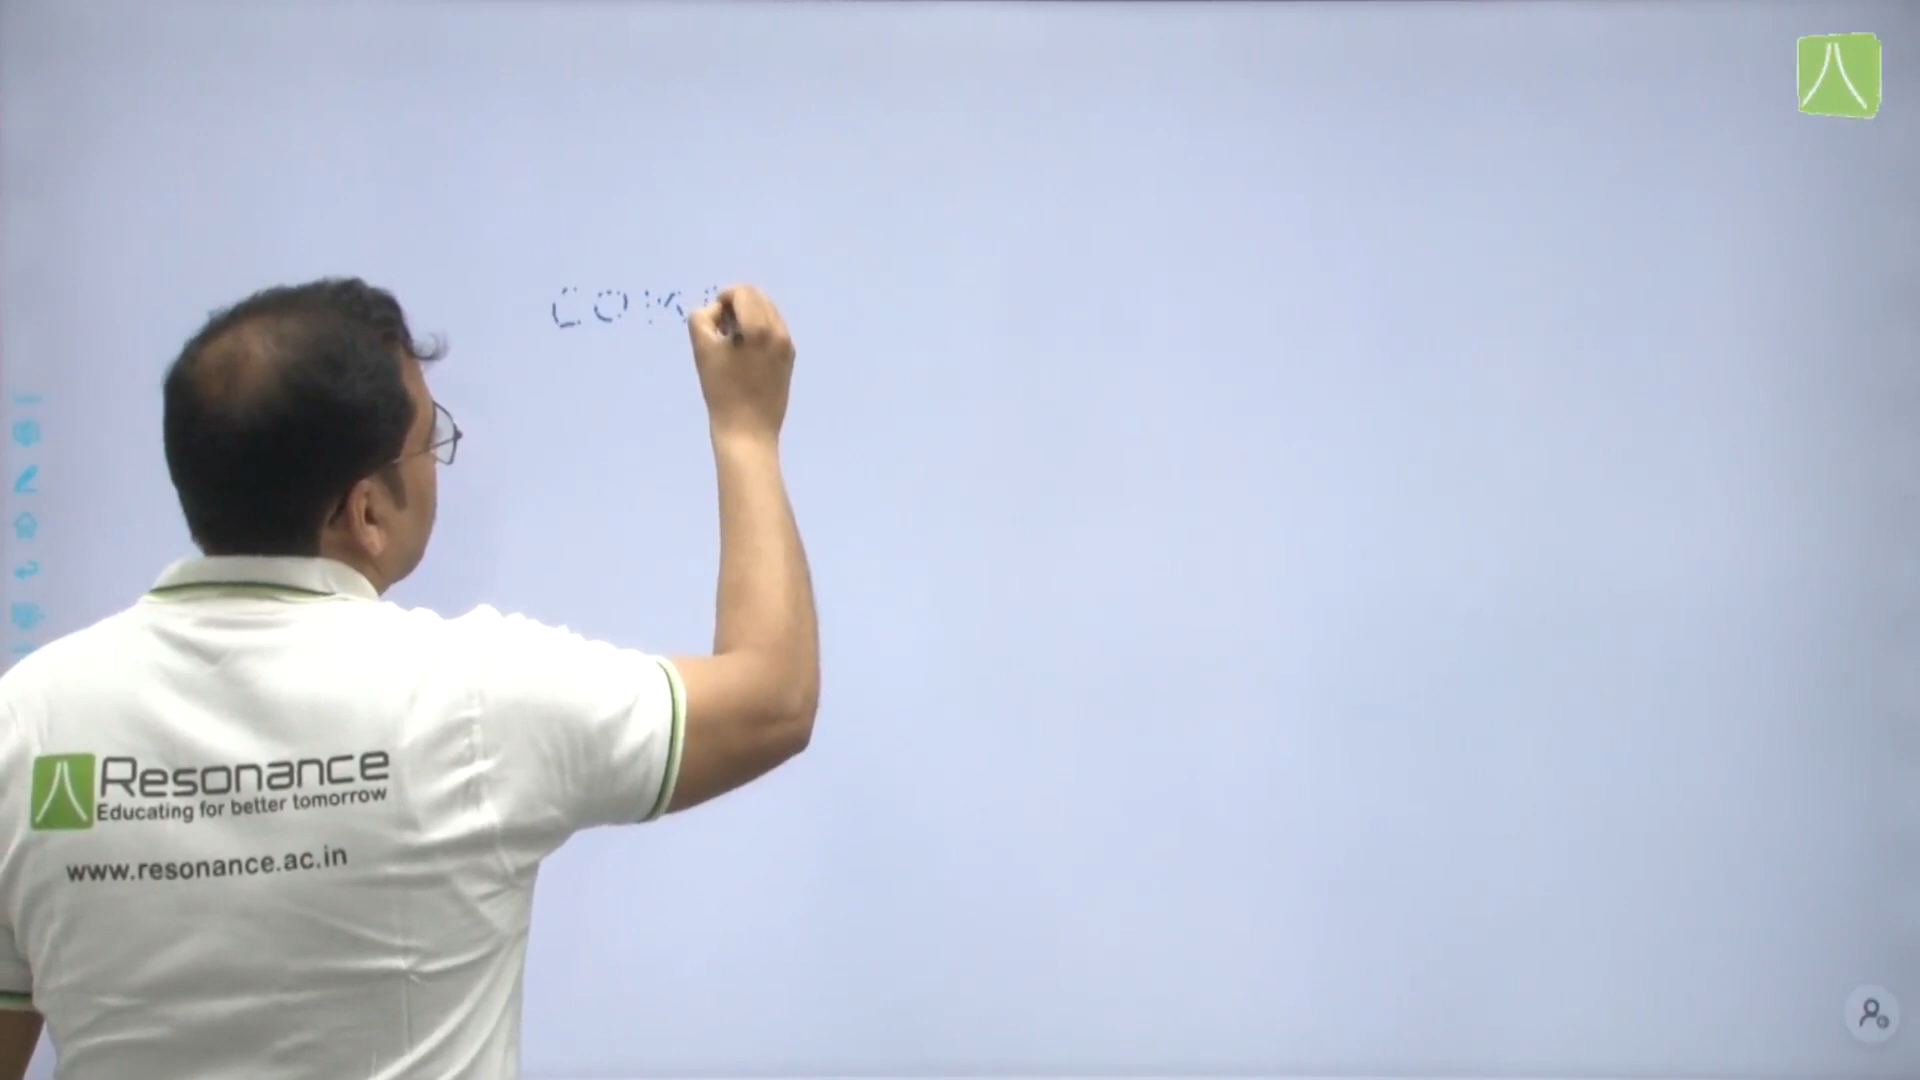 Resonance
Educating for better tomorrow
www.resonance.ac.in